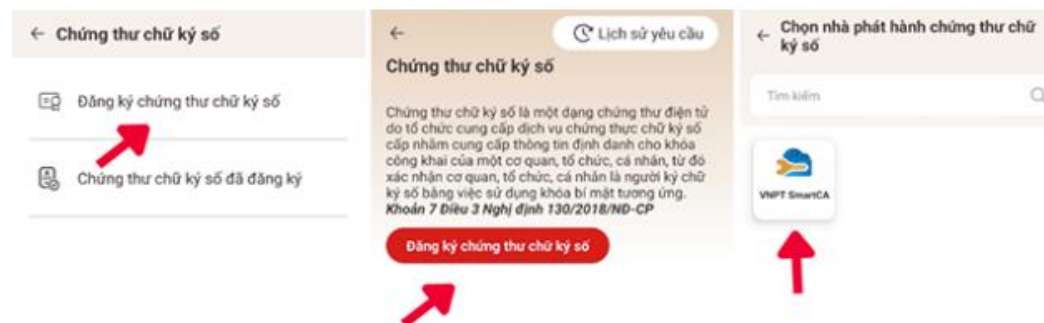 ← Chứng thư chữ ký số
Đăng ký chứng thư chữ ký số
Chứng thư chữ ký số đã đăng ký
←
Lịch sử yêu cầu
Chứng thư chữ ký số
Chứng thư chữ ký số là một dạng chứng thư điện tử
do tổ chức cung cấp dịch vụ chứng thực chữ ký số
cấp nhằm cung cấp thông tin định danh cho khóa
công khai của một cơ quan, tổ chức, cá nhân, từ đó
xác nhận cơ quan, tổ chức, cá nhân là người ký chữ
ký số bằng việc sử dụng khóa bí mật tương ứng.
Khoản 7 Điều 3 Nghị định 130/2018/NĐ-CP
Đăng ký chứng thư chữ ký số
← Chọn nhà phát hành chứng thư chữ
ký số
Tìm kiếm
VNPT SmartCA